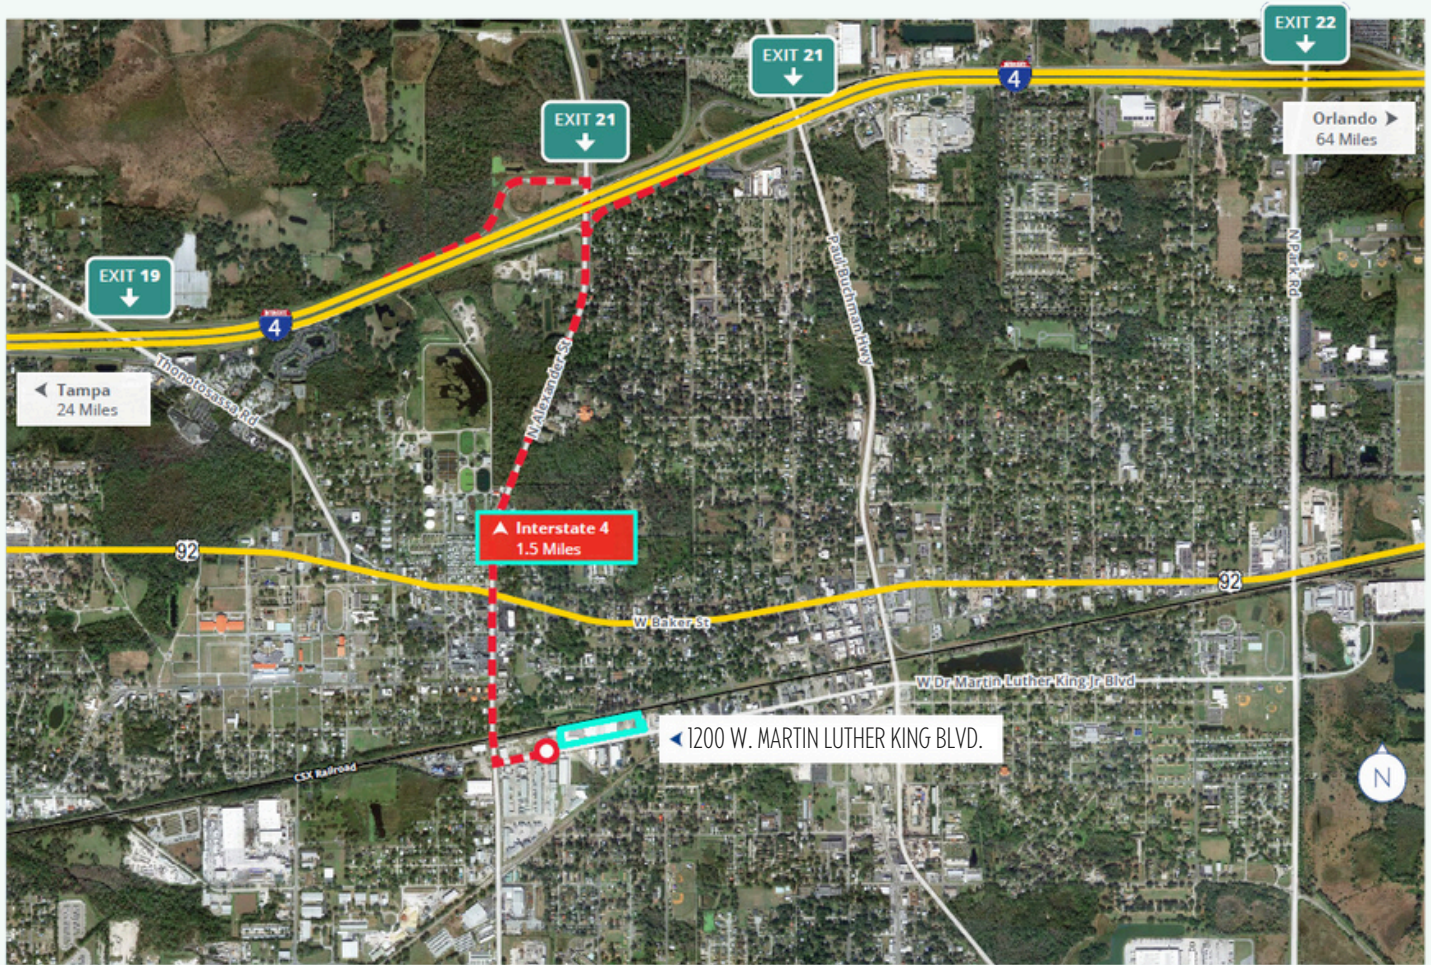 EXIT 22
EXIT 21
4
EXIT 21
Orlando
64 Miles
N Park Rd
Paul Buchman Hwy
EXIT 19
4
Thonotosassa Rd
Tampa
24 Miles
N Alexander St
Interstate 4
1.5 Miles
92
92
W Baker St
W Dr Martin Luther King Jr Blvd
1200 W. MARTIN LUTHER KING BLVD.
CSX Railroad
N